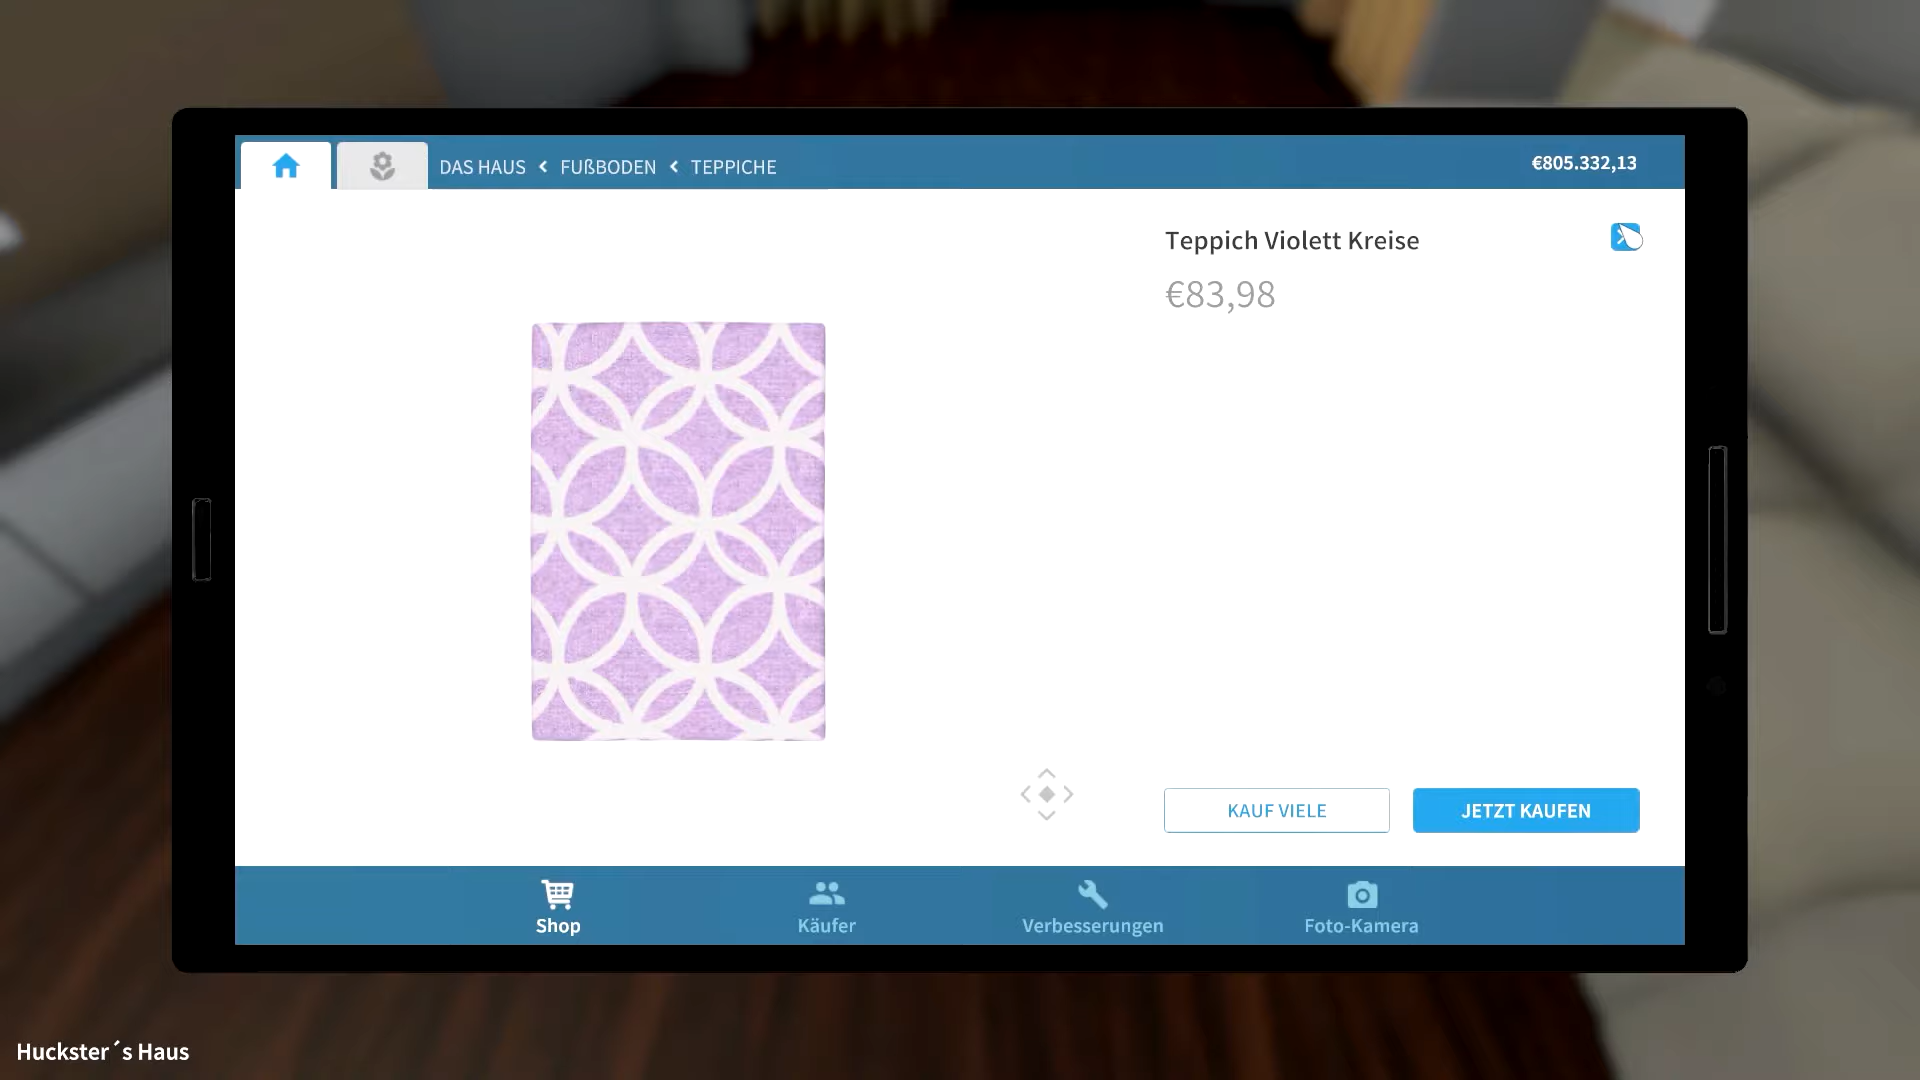 DAS HAUS < FUßBODEN < TEPPICHE
€805.332,13
Teppich Violett Kreise
€83,98
KAUF VIELE
JETZT KAUFEN
Shop
Käufer
Verbesserungen
Foto-Kamera
Huckster´s Haus